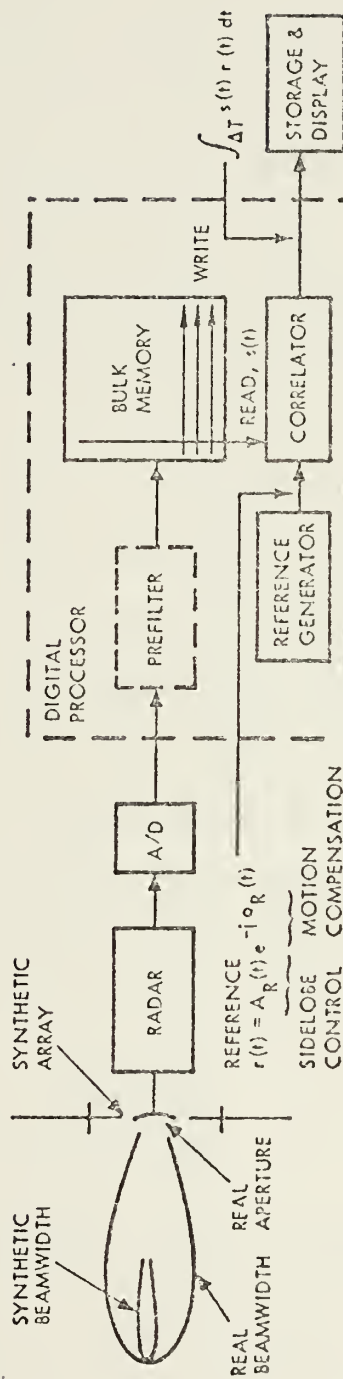 SYNTHETIC
BEAMWIDTH
SYNTHETIC
ARRAY
REAL
BEAMWIDTH
REAL
APERTURE
RADAR
A/D
DIGITAL
PROCESSOR
PREFILTER
BULK
MEMORY
WRITE
READ, s(t)
∫ΔT s(t) r(t) dt
REFERENCE
r(t) = A_R(t) e^-i ø_R(t)
SIDELOBE MOTION
CONTROL COMPENSATION
REFERENCE
GENERATOR
CORRELATOR
STORAGE &
DISPLAY